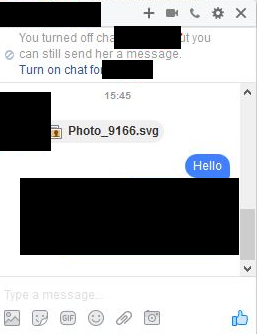 You turned off cha ut you
can still send her a message.
Turn on chat for
15:45
Photo_9166.svg
Hello
Type a message...
GIF